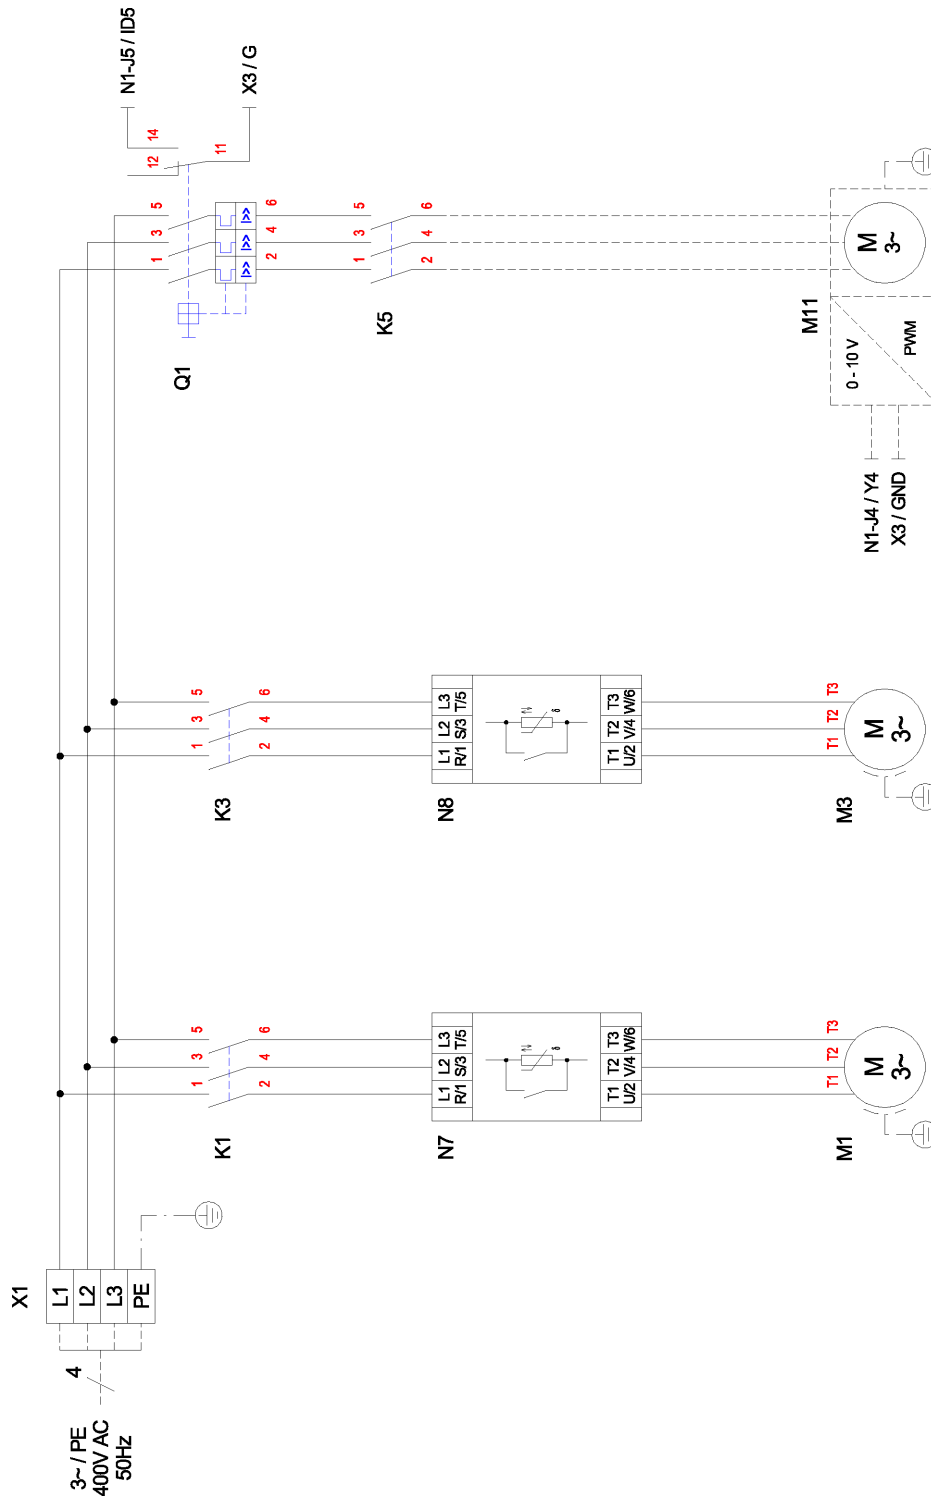 3~ / PE
400V AC
50Hz
4
X1
L1
L2
L3
PE
K1
1
3
5
2
4
6
N7
L1
R/1
L2
S/3
L3
T/5
ϑ
T1
U/2
T2
V/4
T3
W/6
M1
T1
T2
T3
M
3~
K3
1
3
5
2
4
6
N8
L1
R/1
L2
S/3
L3
T/5
ϑ
T1
U/2
T2
V/4
T3
W/6
M3
T1
T2
T3
M
3~
N1-J5 / ID5
X3 / G
14
12
11
Q1
1
3
5
I>>
I>>
I>>
2
4
6
K5
1
3
5
2
4
6
M11
0 - 10 V
PWM
M
3~
N1-J4 / Y4
X3 / GND